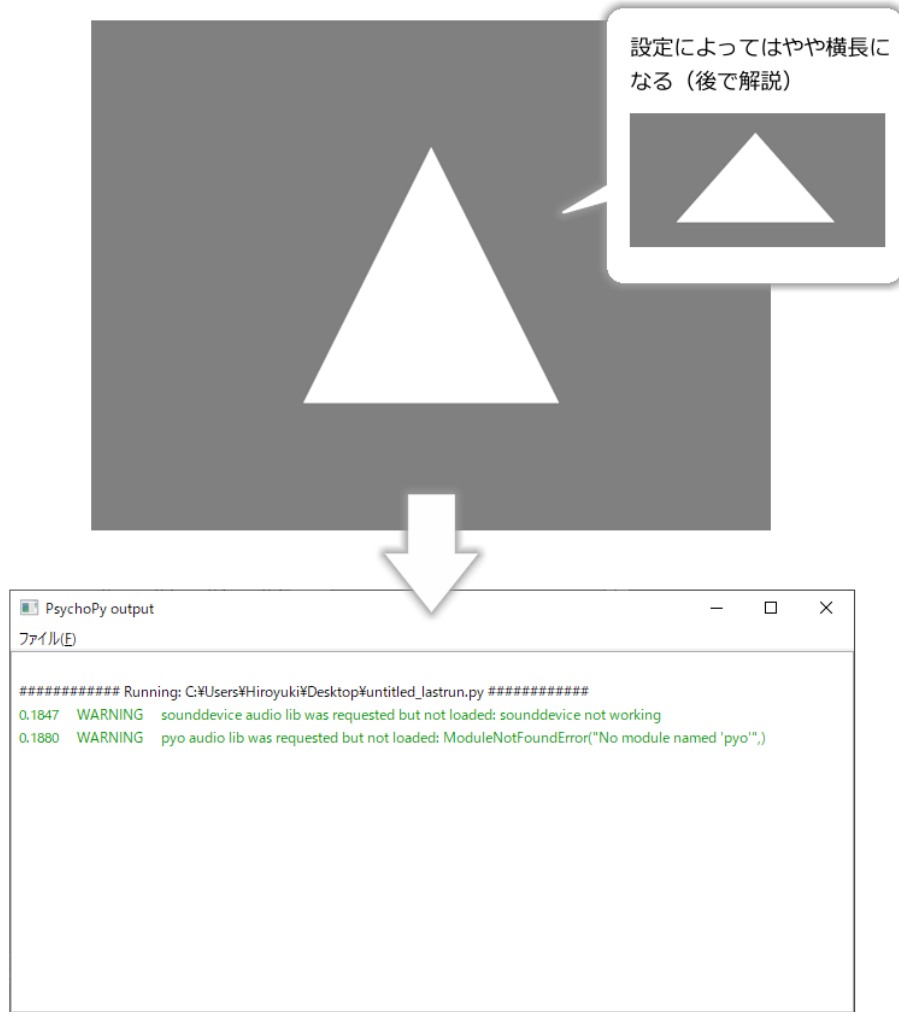 設定によってはやや横長に
なる（後で解説）
PsychoPy output
ファイル(F)
############ Running: C:¥Users¥Hiroyuki¥Desktop¥untitled_lastrun.py ############
0.1847 WARNING sounddevice audio lib was requested but not loaded: sounddevice not working
0.1880 WARNING pyo audio lib was requested but not loaded: ModuleNotFoundError("No module named 'pyo'",)